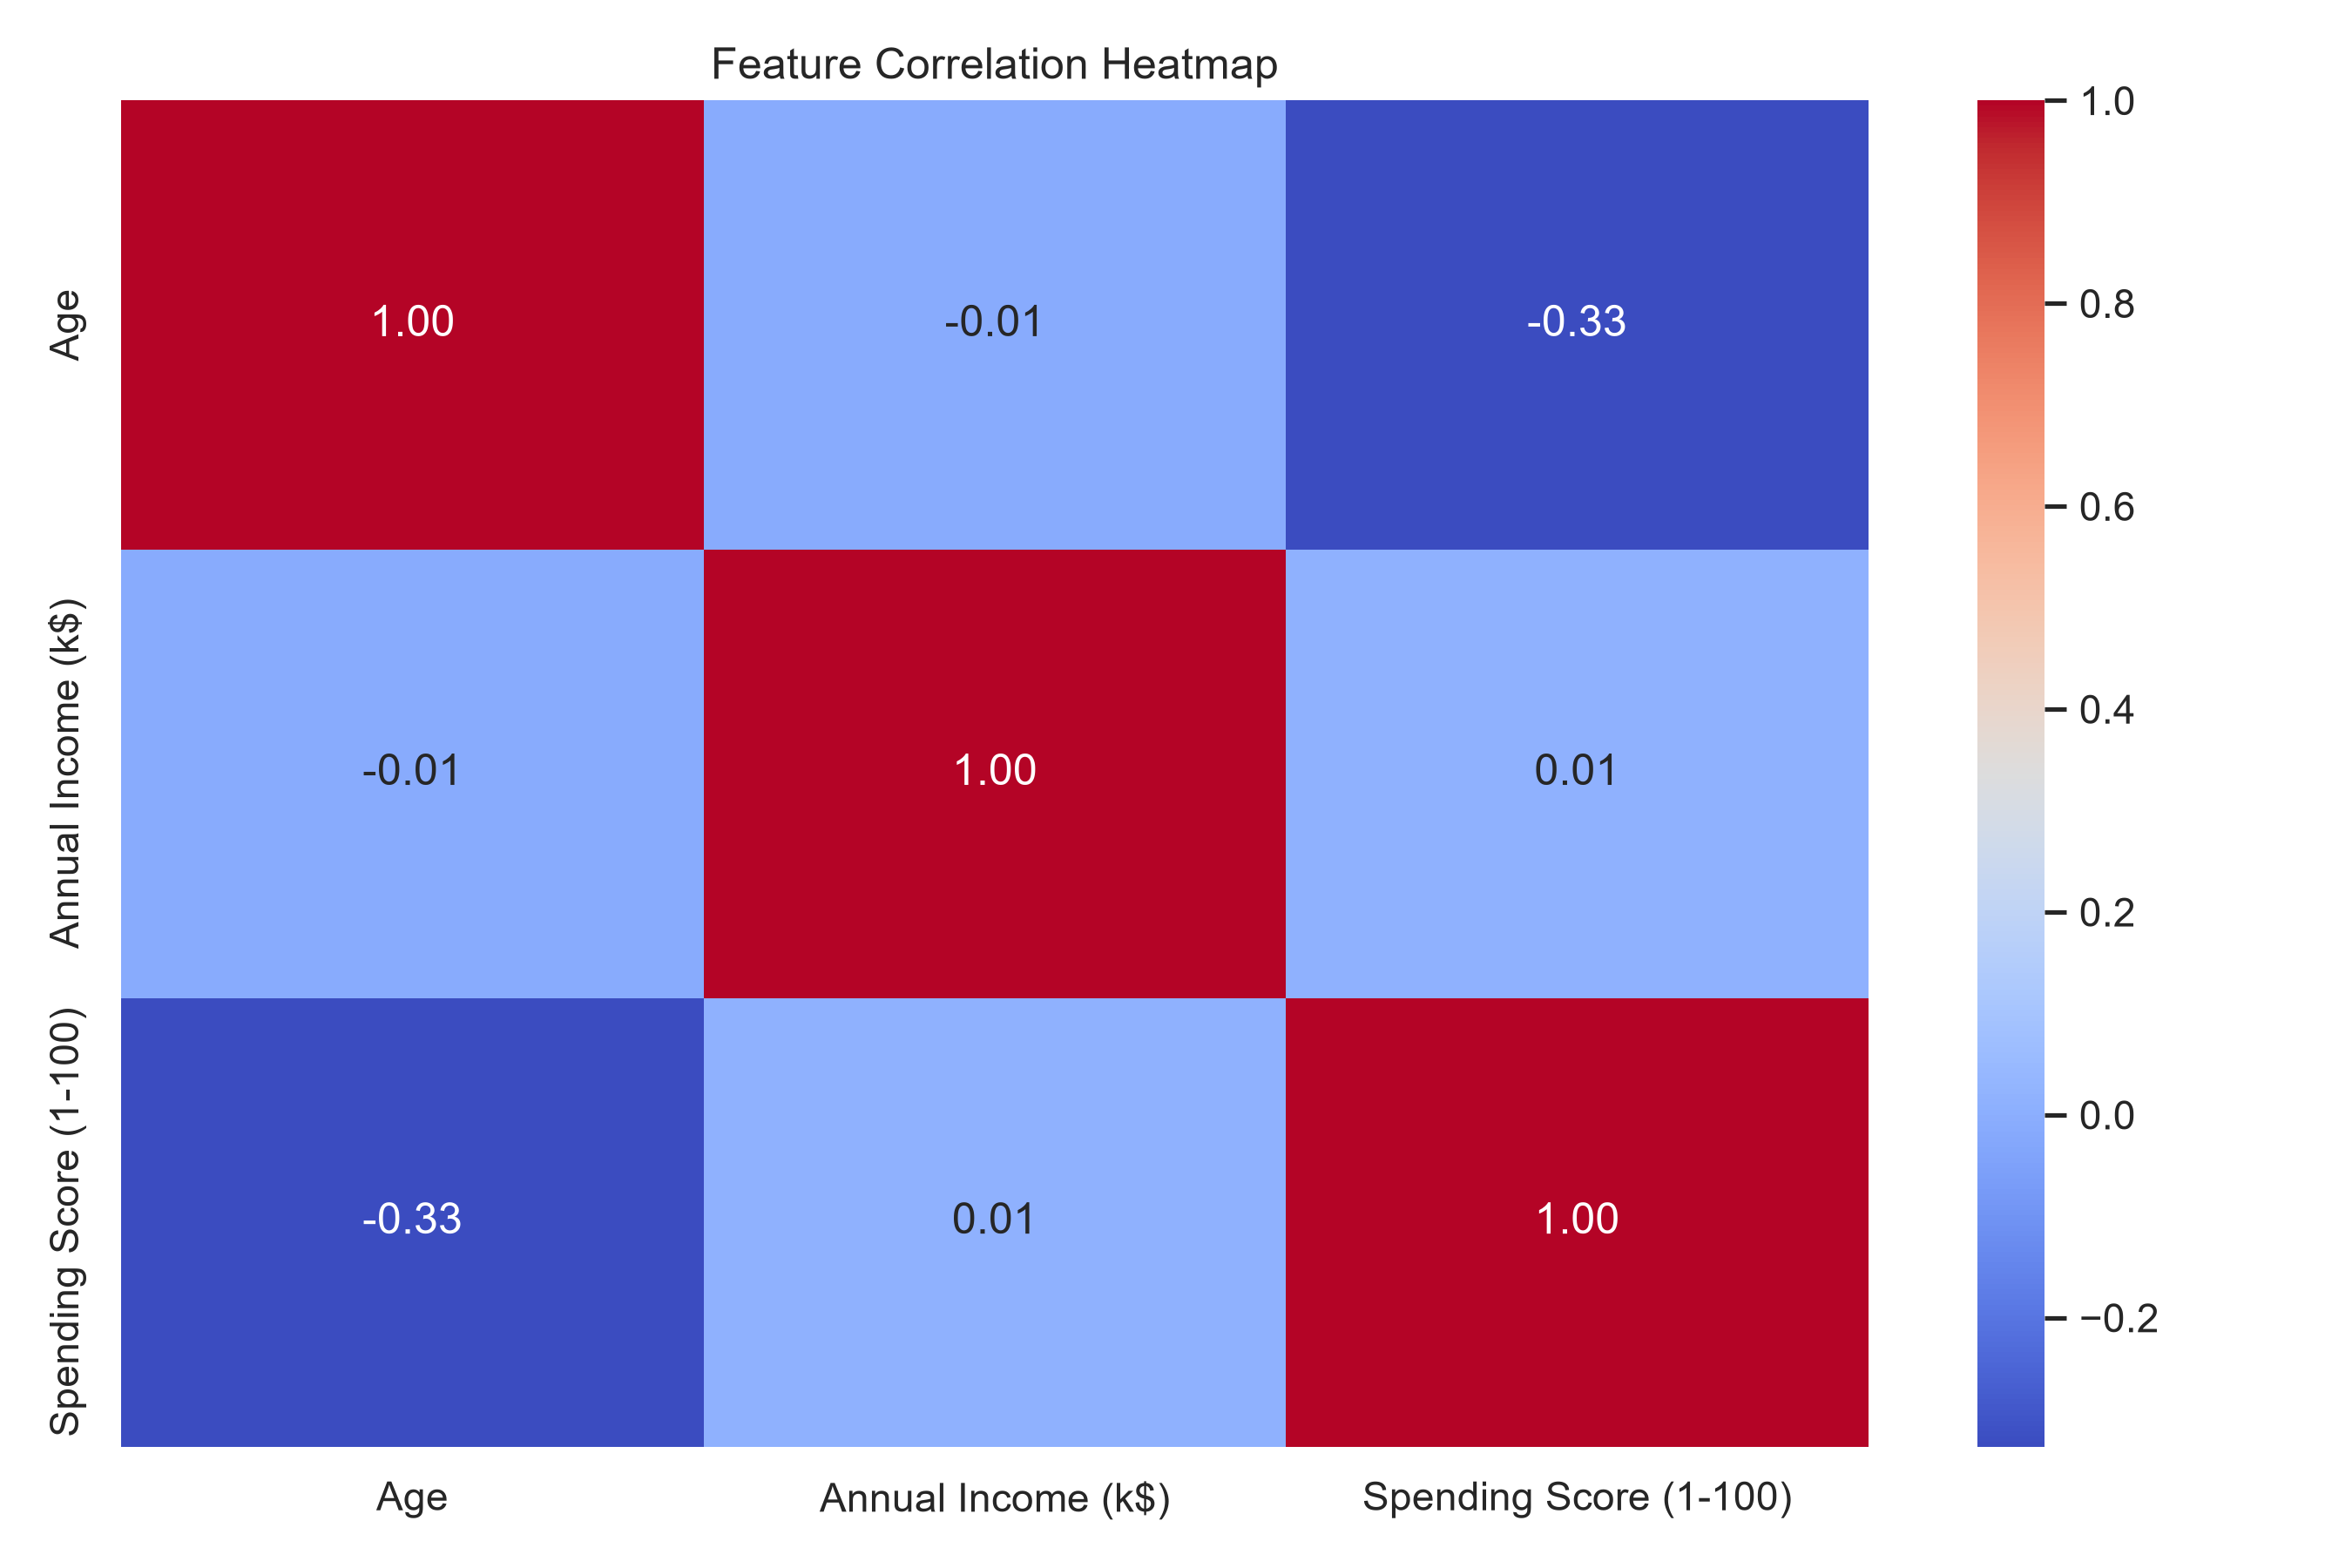 Feature Correlation Heatmap
Age
1.00
-0.01
-0.33
Annual Income (k$)
-0.01
1.00
0.01
Spending Score (1-100)
-0.33
0.01
1.00
Age
Annual Income (k$)
Spending Score (1-100)
1.0
0.8
0.6
0.4
0.2
0.0
−0.2